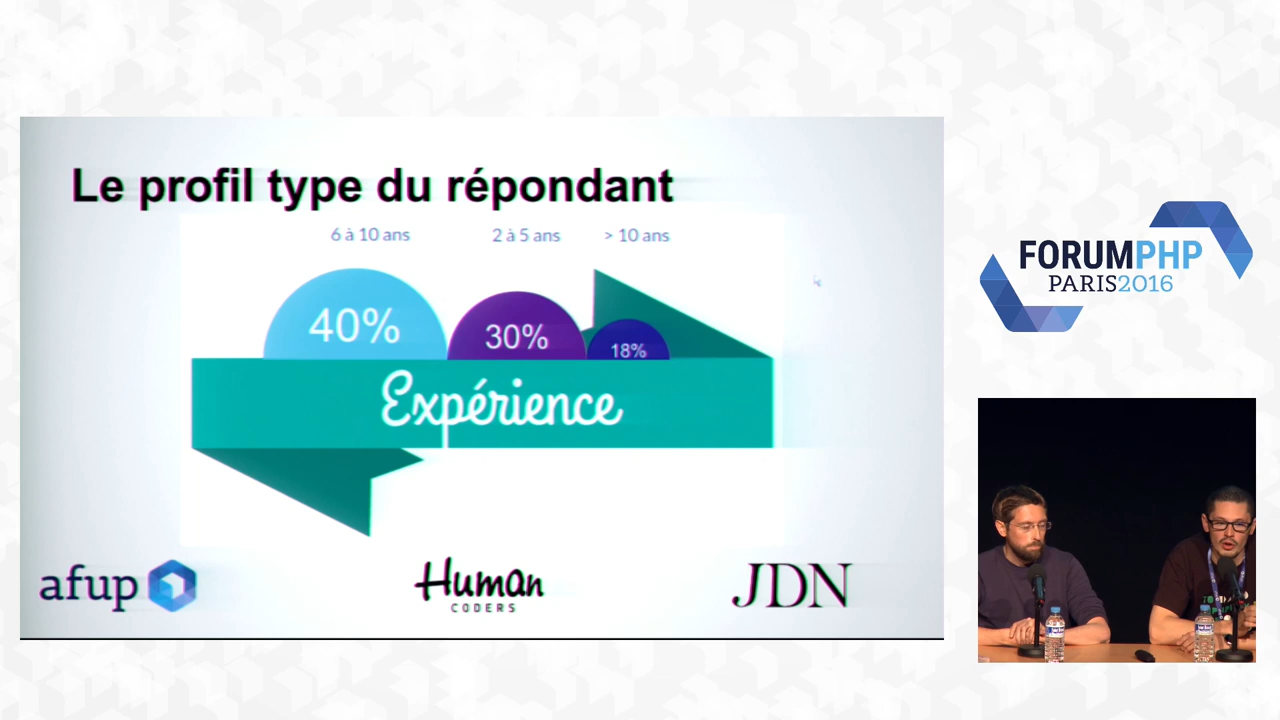 Le profil type du répondant
6 à 10 ans
2 à 5 ans
> 10 ans
40%
30%
18%
Expérience
afup
Human
CODERS
JDN
FORUMPHP
PARIS2016